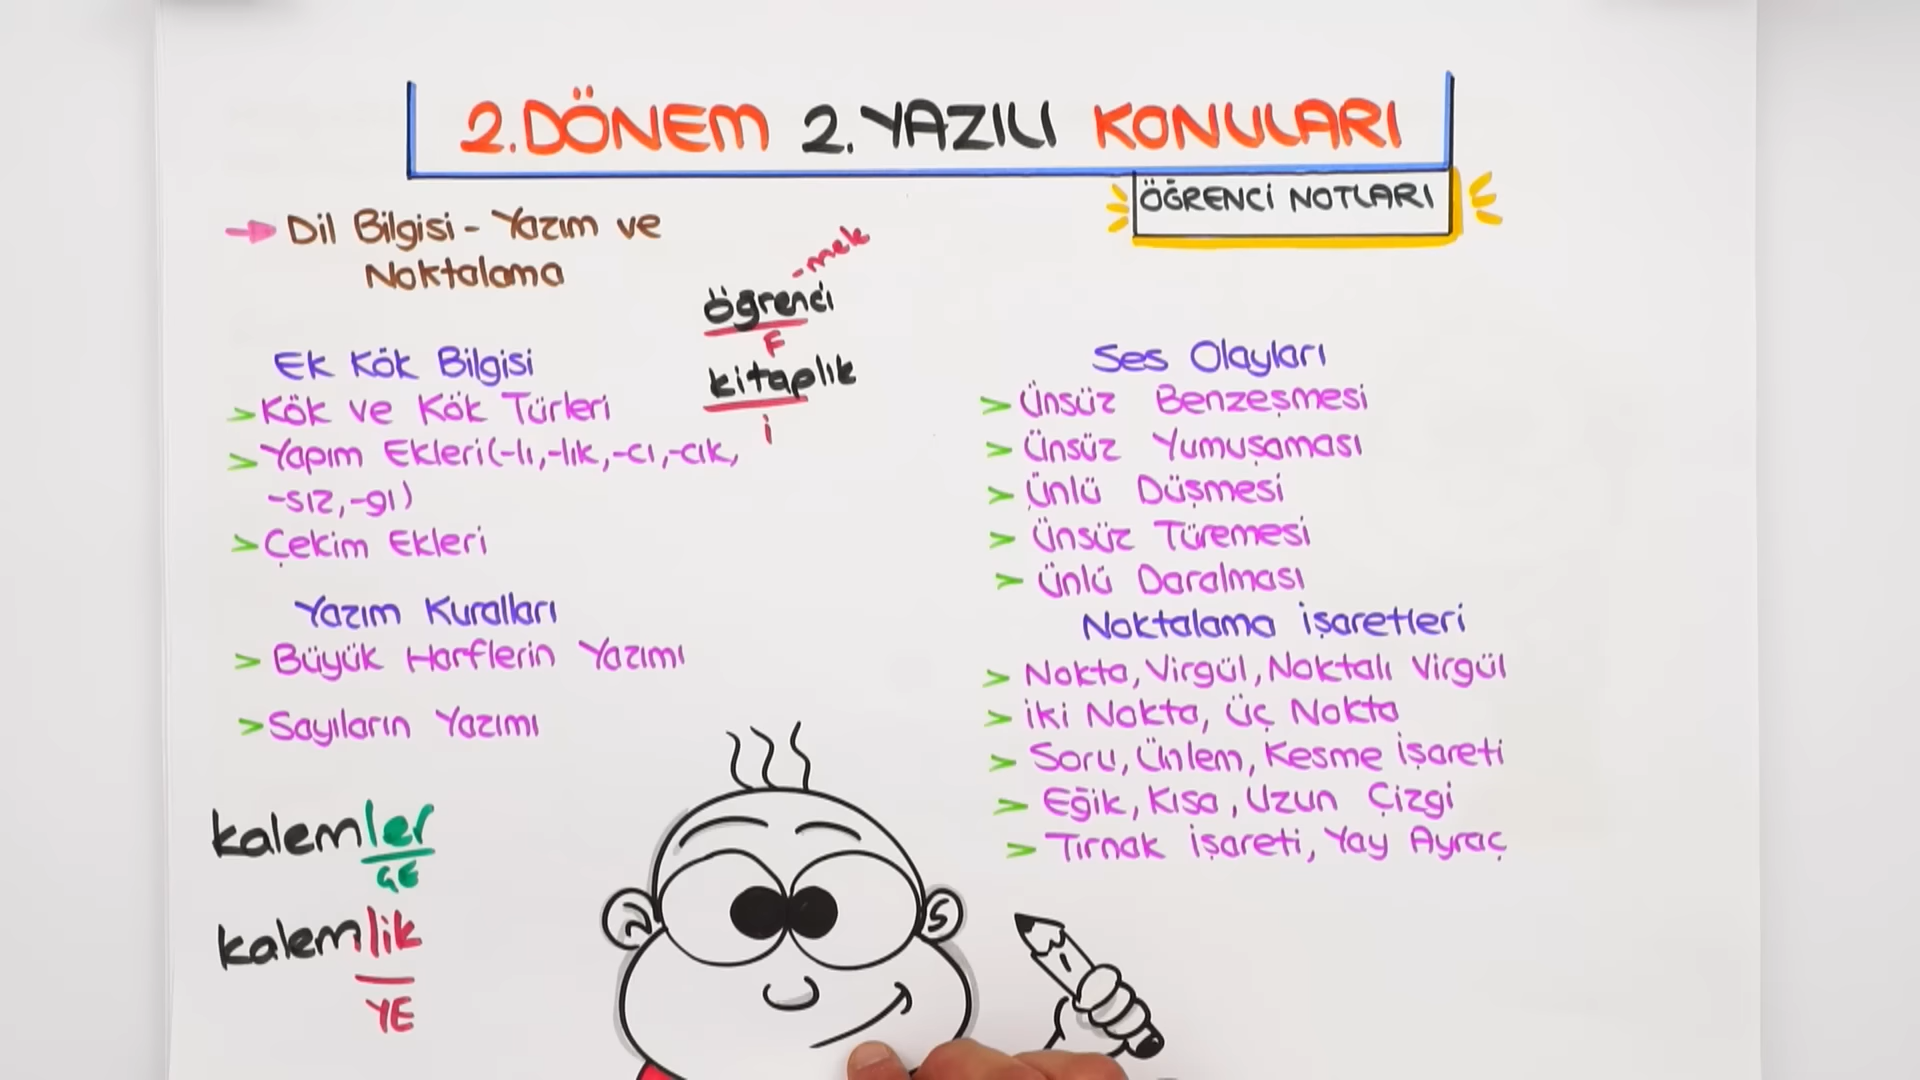 2.DÖNEM 2.YAZILI KONULARI
ÖĞRENCİ NOTLARI
Dil Bilgisi - Yazım ve
Noktalama
-mek
öğrenci
F
kitaplık
i
Ek Kök Bilgisi
>Kök ve Kök Türleri
>Yapım Ekleri(-lı,-lık,-cı,-cık,
-sız,-gı)
>Çekim Ekleri
Yazım Kuralları
>Büyük Harflerin Yazımı
>Sayıların Yazımı
kalemler
ÇE
kalemlik
YE
Ses Olayları
>Ünsüz Benzeşmesi
>Ünsüz Yumuşaması
>Ünlü Düşmesi
>Ünsüz Türemesi
>Ünlü Daralması
Noktalama İşaretleri
>Nokta, Virgül, Noktalı Virgül
>İki Nokta, Üç Nokta
>Soru, Ünlem, Kesme İşareti
>Eğik, Kısa, Uzun Çizgi
>Tırnak İşareti, Yay Ayraç